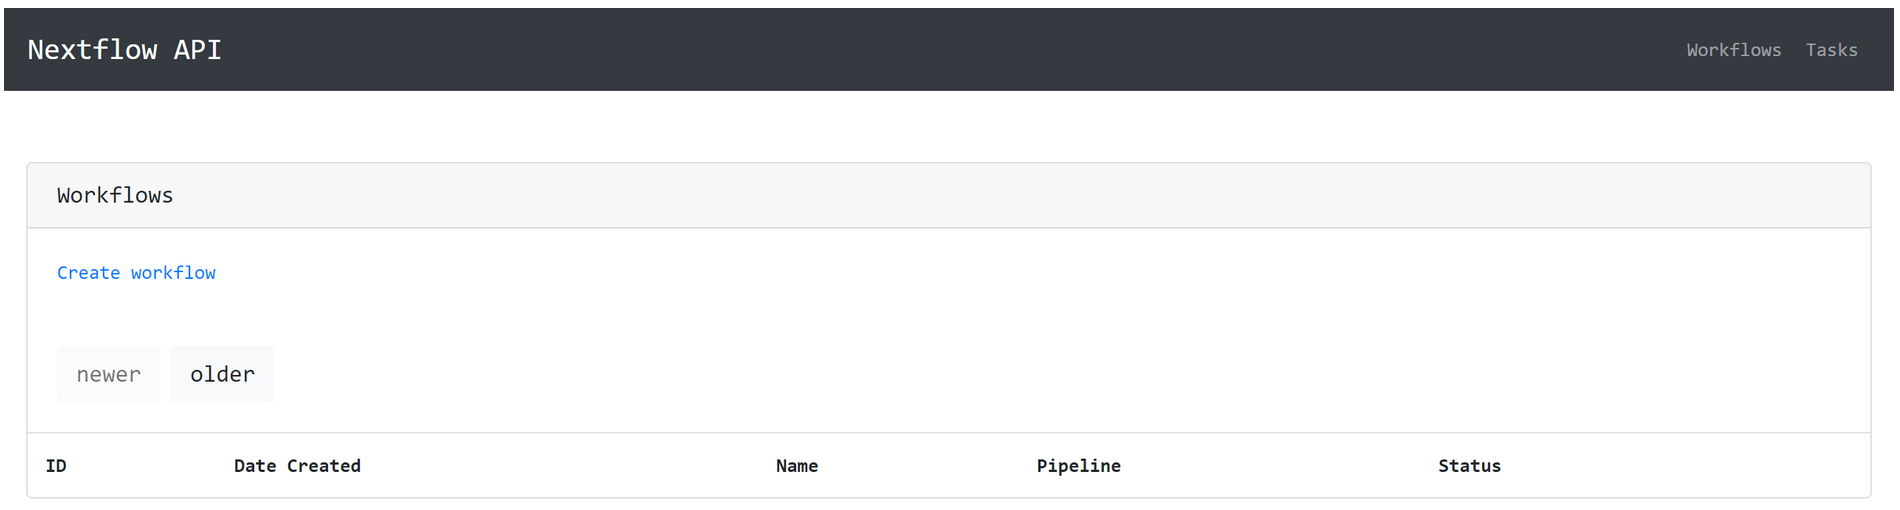 Nextflow API Workflows Tasks
Workflows
Create workflow
newer older
ID Date Created Name Pipeline Status